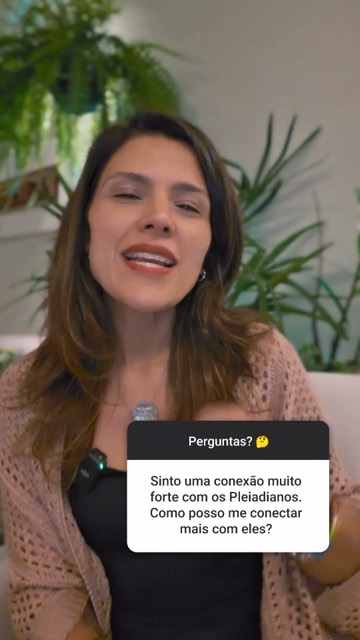 Perguntas? 🤔
Sinto uma conexão muito
forte com os Pleiadianos.
Como posso me conectar
mais com eles?